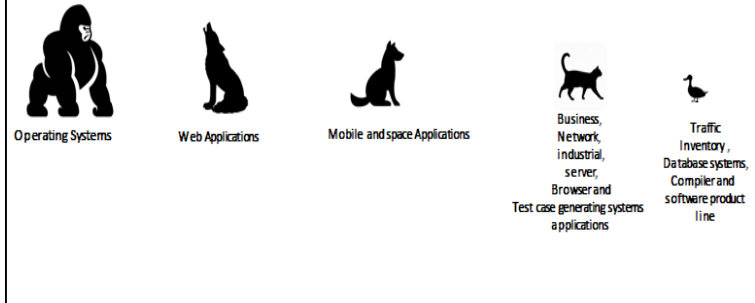 Operating Systems
Web Applications
Mobile and space Applications
Business,
Network,
industrial,
server,
Browser and
Test case generating systems
applications
Traffic
Inventory ,
Database systems,
Compiler and
software product
line